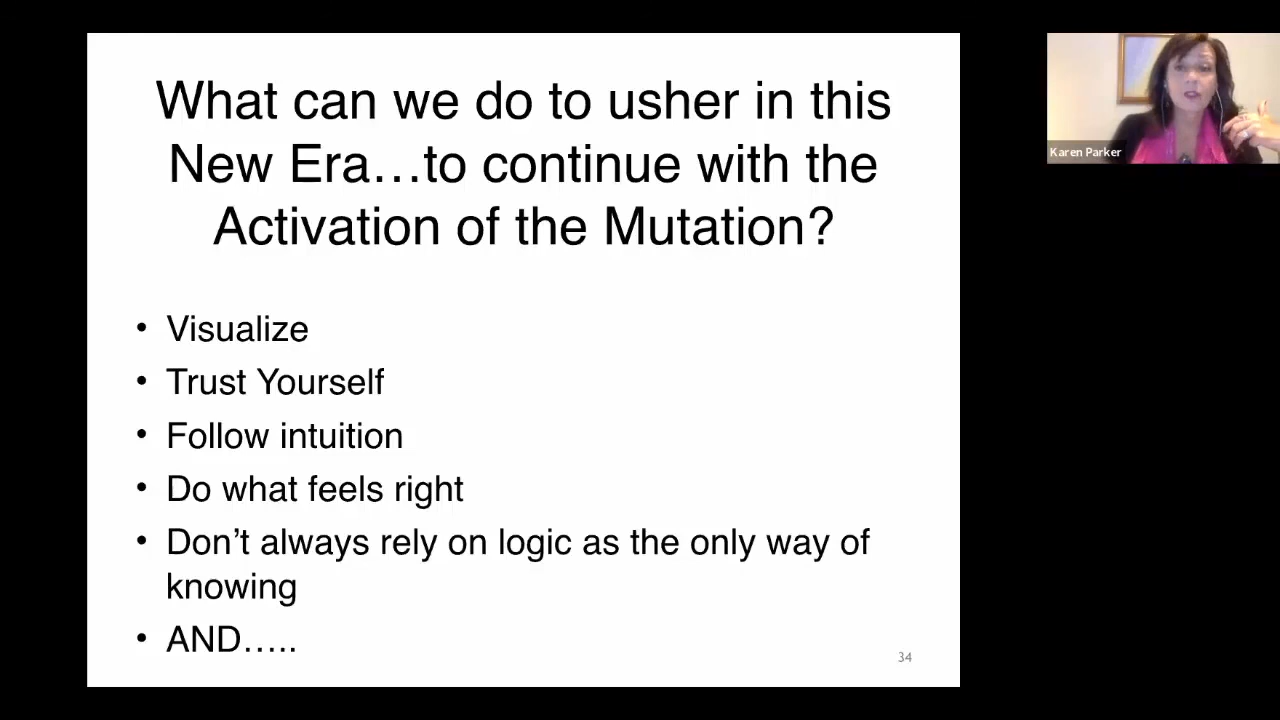 What can we do to usher in this
New Era…to continue with the
Activation of the Mutation?
• Visualize
• Trust Yourself
• Follow intuition
• Do what feels right
• Don’t always rely on logic as the only way of
knowing
• AND…..
34
Karen Parker